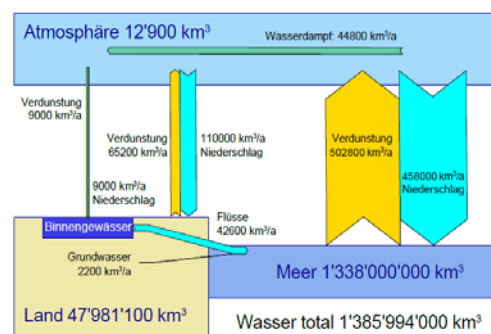 Atmosphäre 12'900 km³
Wasserdampf: 44800 km³/a
Verdunstung
9000 km³/a
Verdunstung
65200 km³/a
110000 km³/a
Niederschlag
Verdunstung
502800 km³/a
458000 km³/a
Niederschlag
9000 km³/a
Niederschlag
Binnengewässer
Flüsse
42600 km³/a
Grundwasser
2200 km³/a
Meer 1'338'000'000 km³
Land 47'981'100 km³
Wasser total 1'385'994'000 km³